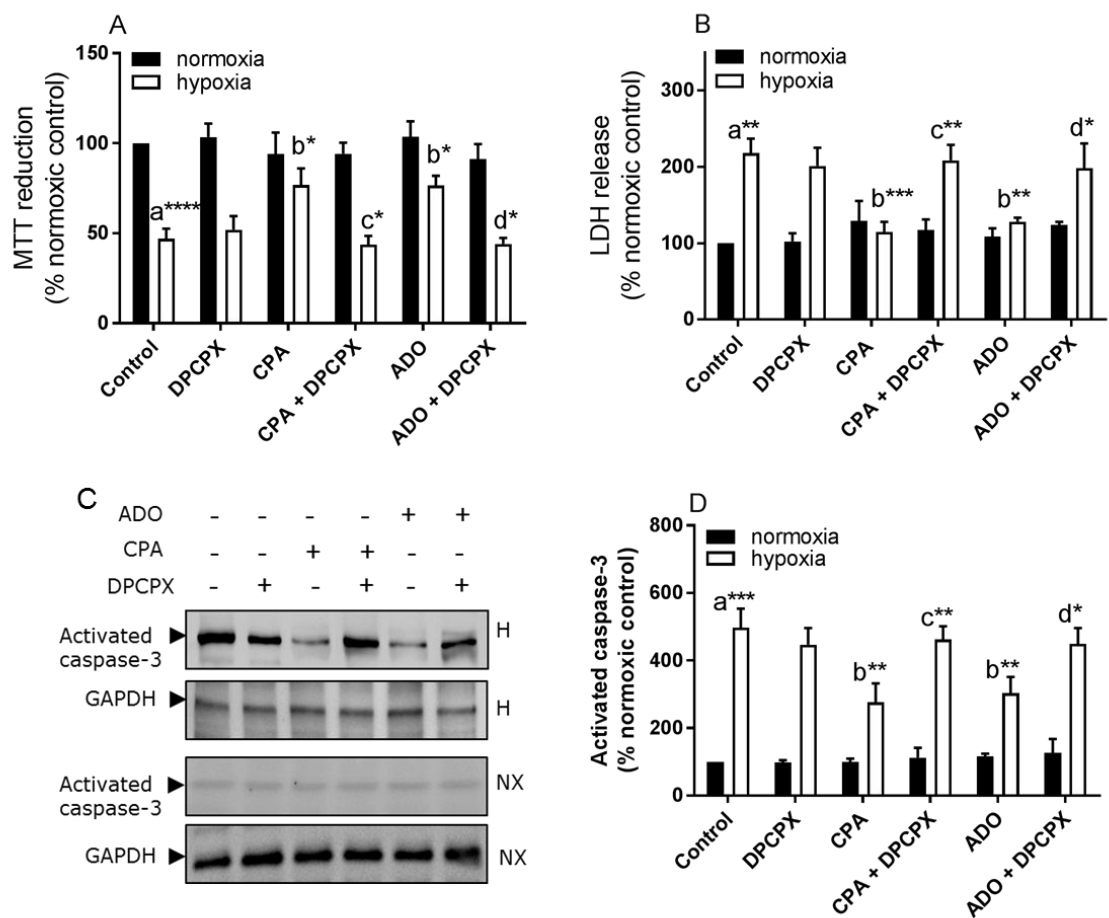 A
MTT reduction
(% normoxic control)
150
100
50
0
normoxia
hypoxia
a****
b*
c*
b*
d*
Control
DPCPX
CPA
CPA + DPCPX
ADO
ADO + DPCPX
B
LDH release
(% normoxic control)
300
200
100
0
normoxia
hypoxia
a**
b***
c**
b**
d*
Control
DPCPX
CPA
CPA + DPCPX
ADO
ADO + DPCPX
C
ADO - - - - + +
CPA - - + + - -
DPCPX - + - + - +
Activated
caspase-3
H
GAPDH
H
Activated
caspase-3
NX
GAPDH
NX
D
Activated caspase-3
(% normoxic control)
800
600
400
200
0
normoxia
hypoxia
a***
b**
c**
b**
d*
Control
DPCPX
CPA
CPA + DPCPX
ADO
ADO + DPCPX